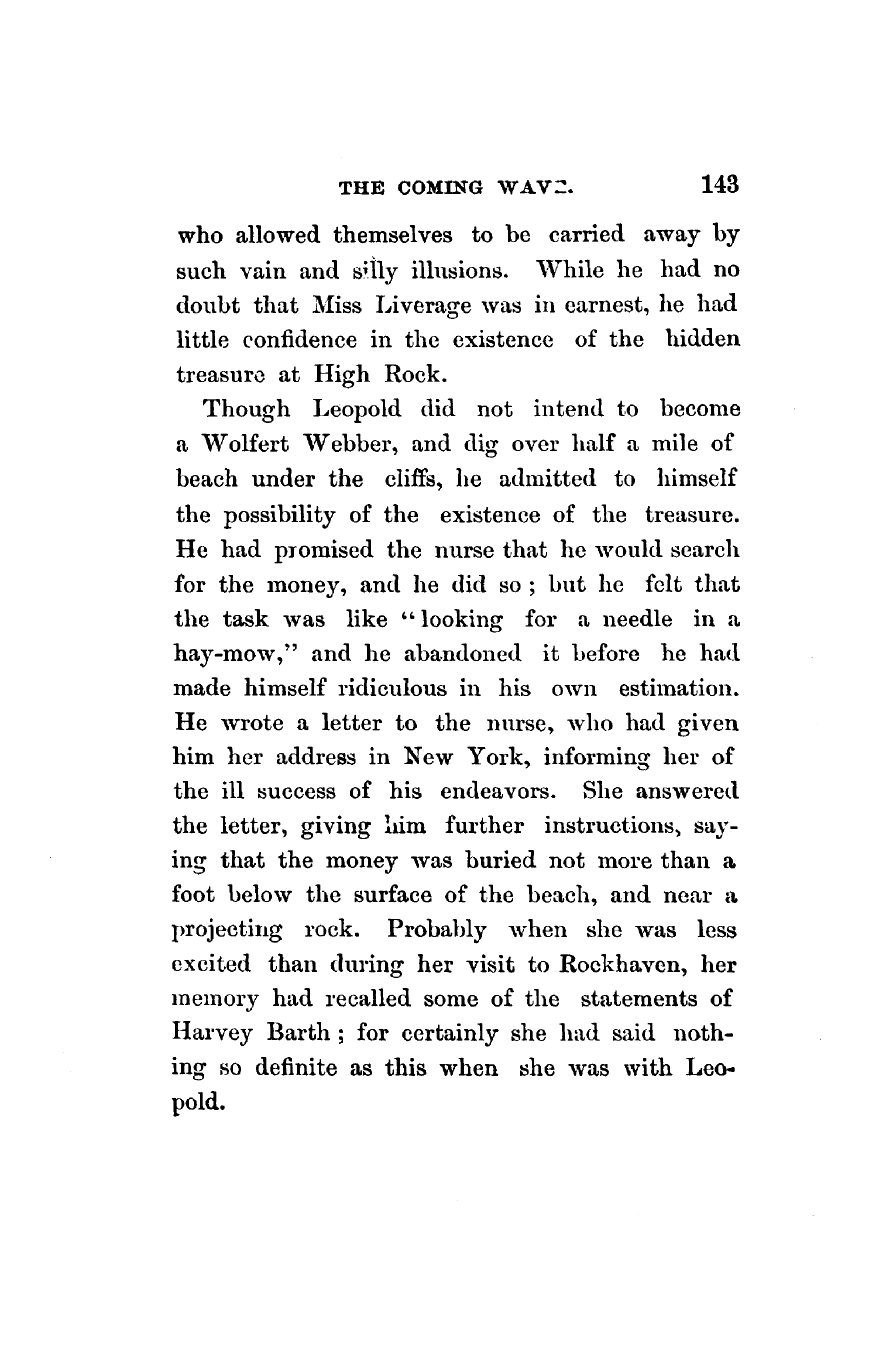 THE COMING WAVE. 143
who allowed themselves to be carried away by
such vain and silly illusions. While he had no
doubt that Miss Liverage was in earnest, he had
little confidence in the existence of the hidden
treasure at High Rock.
Though Leopold did not intend to become
a Wolfert Webber, and dig over half a mile of
beach under the cliffs, he admitted to himself
the possibility of the existence of the treasure.
He had promised the nurse that he would search
for the money, and he did so ; but he felt that
the task was like “looking for a needle in a
hay-mow,” and he abandoned it before he had
made himself ridiculous in his own estimation.
He wrote a letter to the nurse, who had given
him her address in New York, informing her of
the ill success of his endeavors. She answered
the letter, giving him further instructions, say-
ing that the money was buried not more than a
foot below the surface of the beach, and near a
projecting rock. Probably when she was less
excited than during her visit to Rockhaven, her
memory had recalled some of the statements of
Harvey Barth ; for certainly she had said noth-
ing so definite as this when she was with Leo-
pold.